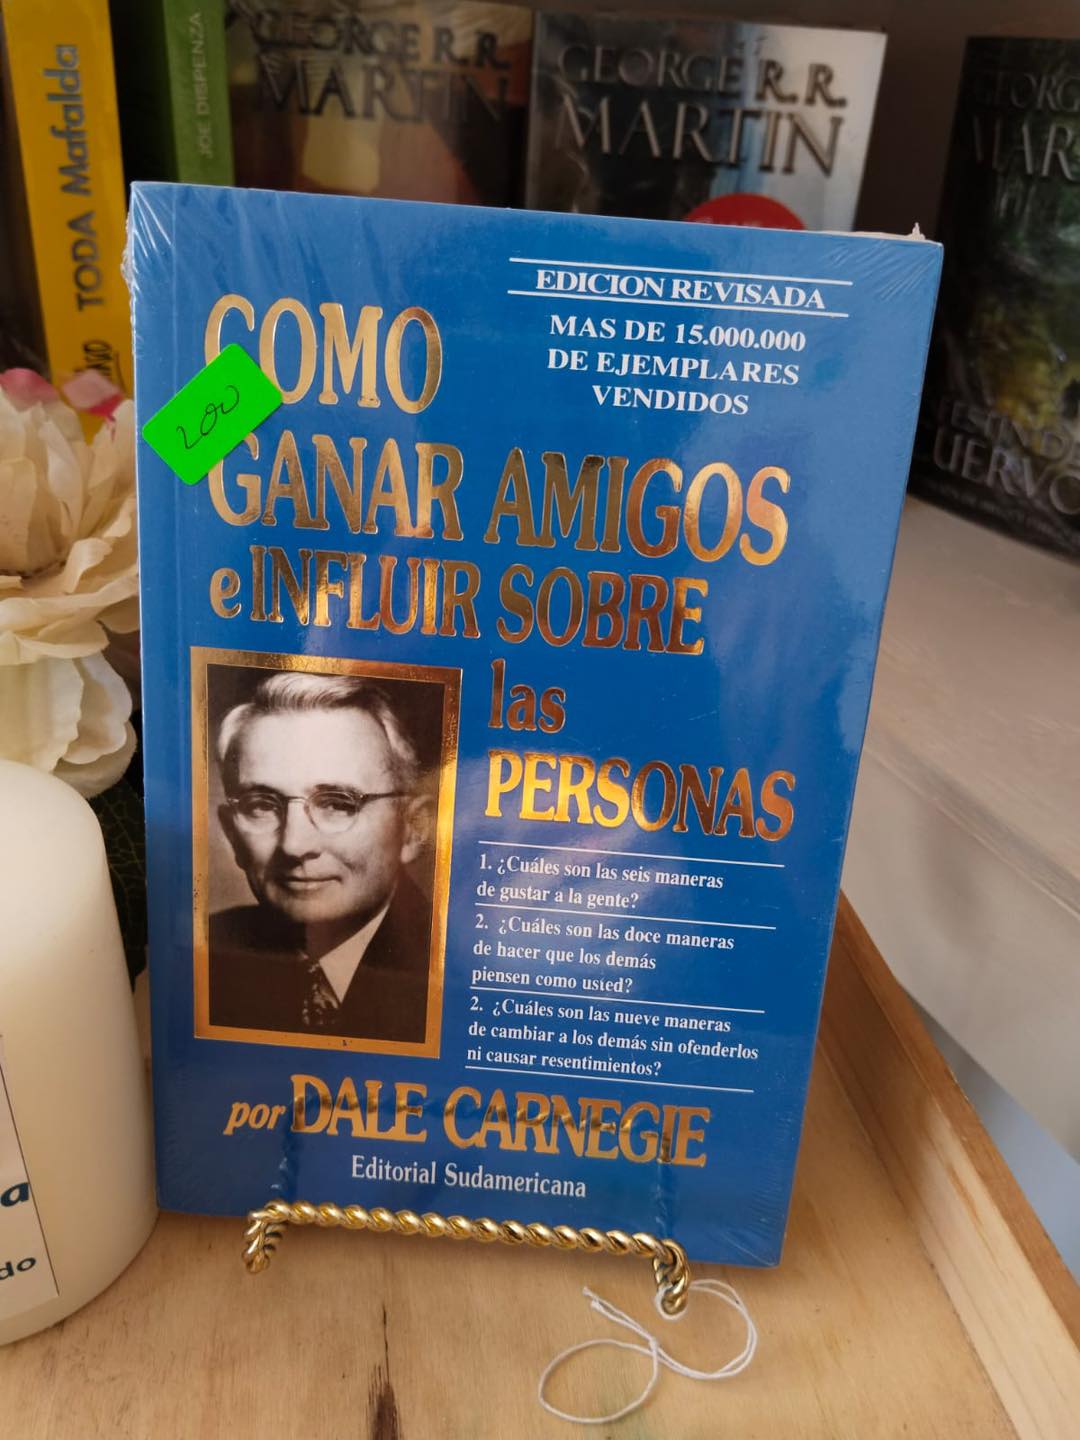 TODA Mafalda
JOE DISPENZA
GEORGE R.R.
MARTIN
GEORGE R.R.
MARTIN
EDICION REVISADA
MAS DE 15.000.000
DE EJEMPLARES
VENDIDOS
COMO
200
GANAR AMIGOS
e INFLUIR SOBRE
las
PERSONAS
1. ¿Cuáles son las seis maneras
de gustar a la gente?
2. ¿Cuáles son las doce maneras
de hacer que los demás
piensen como usted?
2. ¿Cuáles son las nueve maneras
de cambiar a los demás sin ofenderlos
ni causar resentimientos?
por DALE CARNEGIE
Editorial Sudamericana